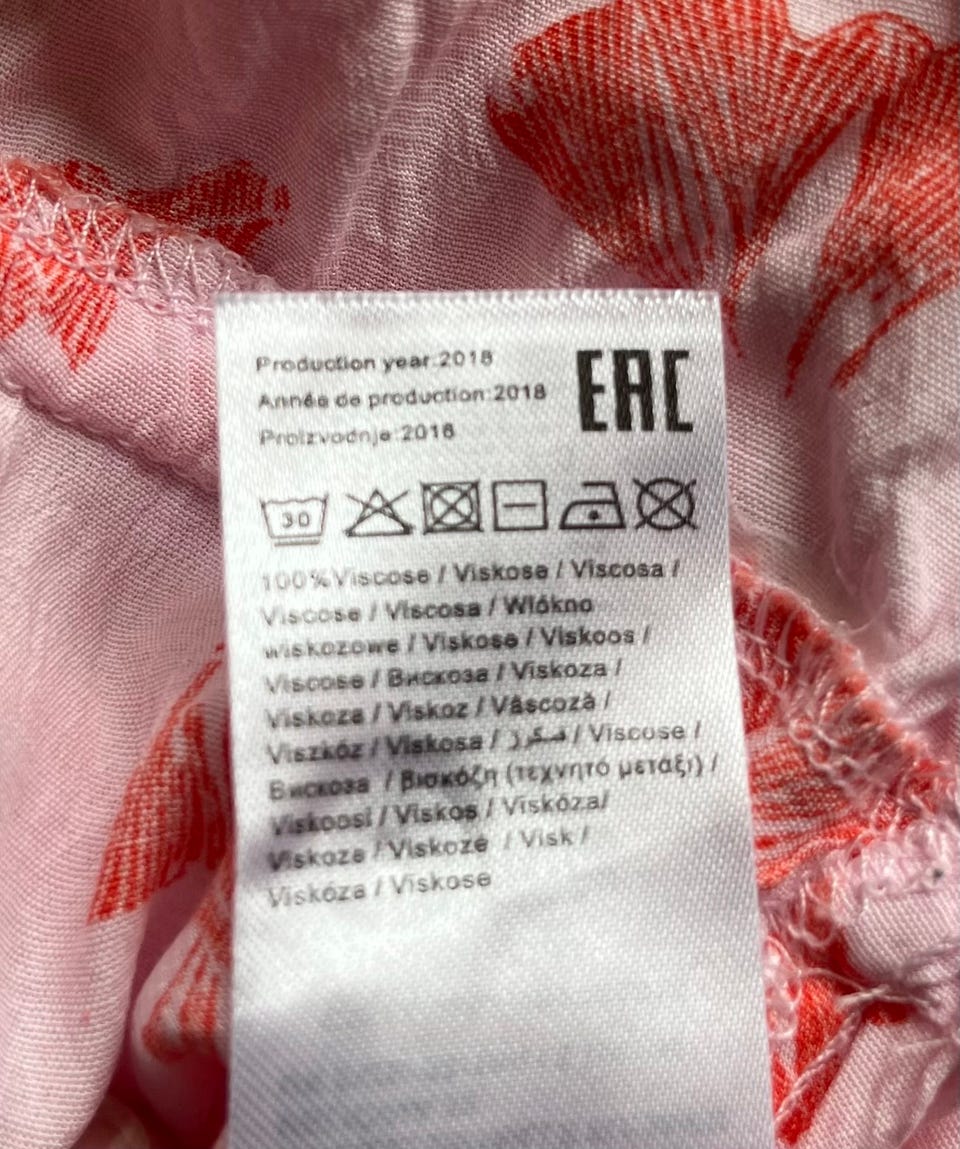 Production year:2018
Année de production:2018
Proizvodnje:2018
EAC
30
100%Viscose / Viskose / Viscosa /
Viscose / Viscosa / Wlókno
wiskozowe / Viskose / Viskoos /
Viscose / Вискоза / Viskoza /
Viskoza / Viskoz / Vâscoză /
Viszkóz / Viskosa / / Viscose /
Вискоза / βισκόζη (τεχνητό μετάξι) /
Viskoosi / Viskos / Viskóza/
Viskoze / Viskozė / Visk /
Viskóza / Viskose